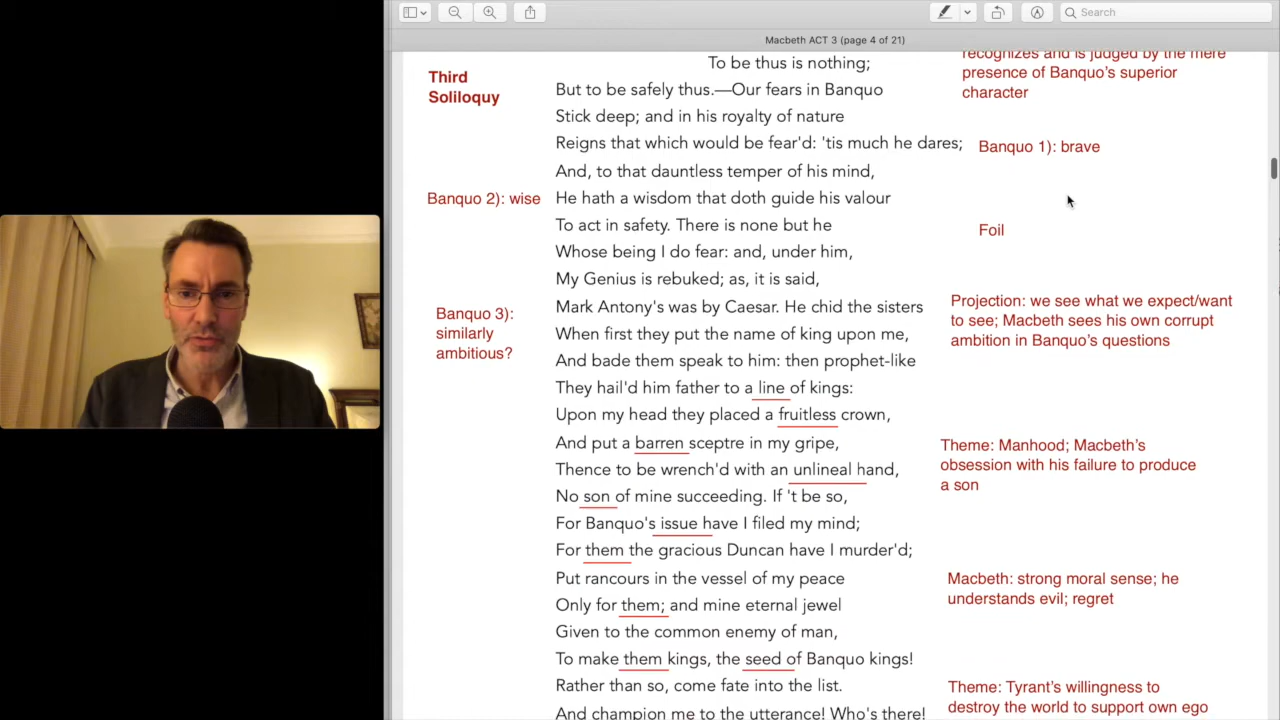 Search
Macbeth ACT 3 (page 4 of 21)
recognizes and is judged by the mere
presence of Banquo's superior
character
Third
Soliloquy
To be thus is nothing;
But to be safely thus.—Our fears in Banquo
Stick deep; and in his royalty of nature
Reigns that which would be fear'd: 'tis much he dares;
Banquo 1): brave
And, to that dauntless temper of his mind,
Banquo 2): wise
He hath a wisdom that doth guide his valour
To act in safety. There is none but he
Foil
Whose being I do fear: and, under him,
My Genius is rebuked; as, it is said,
Mark Antony's was by Caesar. He chid the sisters
When first they put the name of king upon me,
And bade them speak to him: then prophet-like
Banquo 3):
similarly
ambitious?
Projection: we see what we expect/want
to see; Macbeth sees his own corrupt
ambition in Banquo's questions
They hail'd him father to a line of kings:
Upon my head they placed a fruitless crown,
And put a barren sceptre in my gripe,
Thence to be wrench'd with an unlineal hand,
No son of mine succeeding. If 't be so,
Theme: Manhood; Macbeth's
obsession with his failure to produce
a son
For Banquo's issue have I filed my mind;
For them the gracious Duncan have I murder'd;
Put rancours in the vessel of my peace
Only for them; and mine eternal jewel
Macbeth: strong moral sense; he
understands evil; regret
Given to the common enemy of man,
To make them kings, the seed of Banquo kings!
Rather than so, come fate into the list.
And champion me to the utterance! Who's there!
Theme: Tyrant's willingness to
destroy the world to support own ego